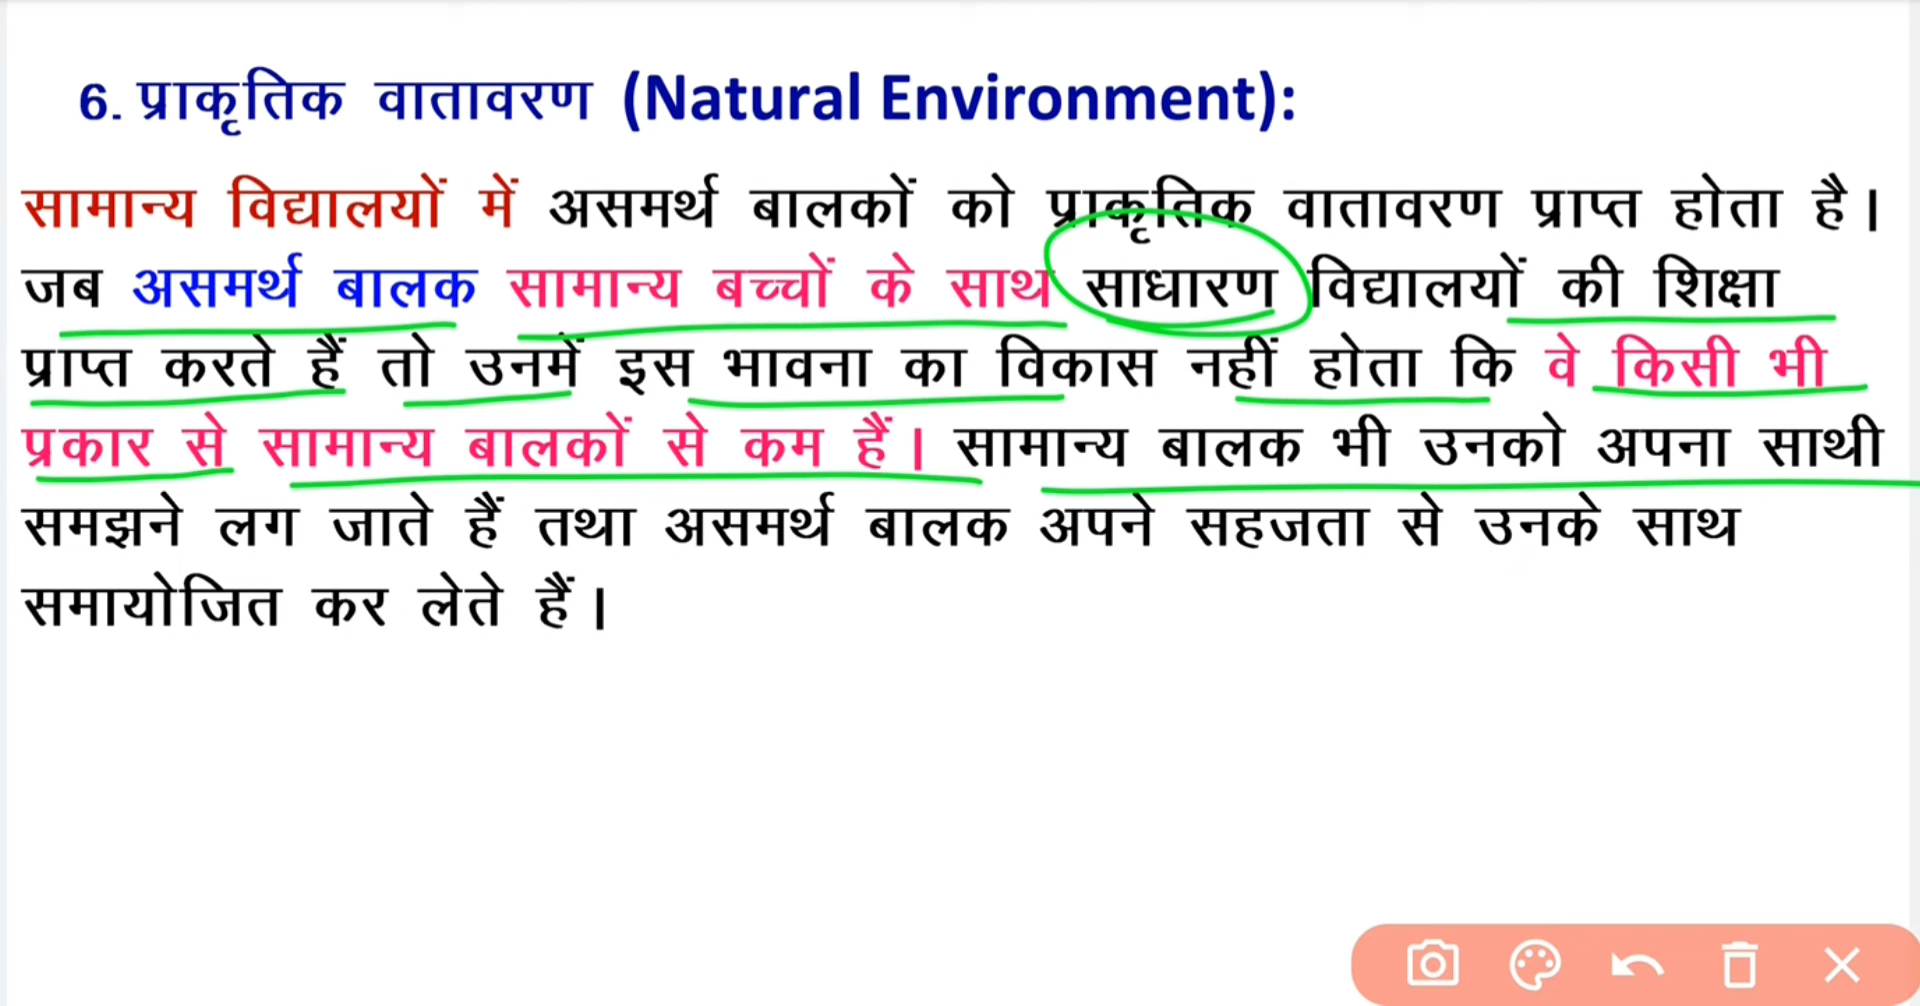 6. प्राकृतिक वातावरण (Natural Environment):
सामान्य विद्यालयों में असमर्थ बालकों को प्राकृतिक वातावरण प्राप्त होता है।
जब असमर्थ बालक सामान्य बच्चों के साथ साधारण विद्यालयों की शिक्षा
प्राप्त करते हैं तो उनमें इस भावना का विकास नहीं होता कि वे किसी भी
प्रकार से सामान्य बालकों से कम हैं। सामान्य बालक भी उनको अपना साथी
समझने लग जाते हैं तथा असमर्थ बालक अपने सहजता से उनके साथ
समायोजित कर लेते हैं।